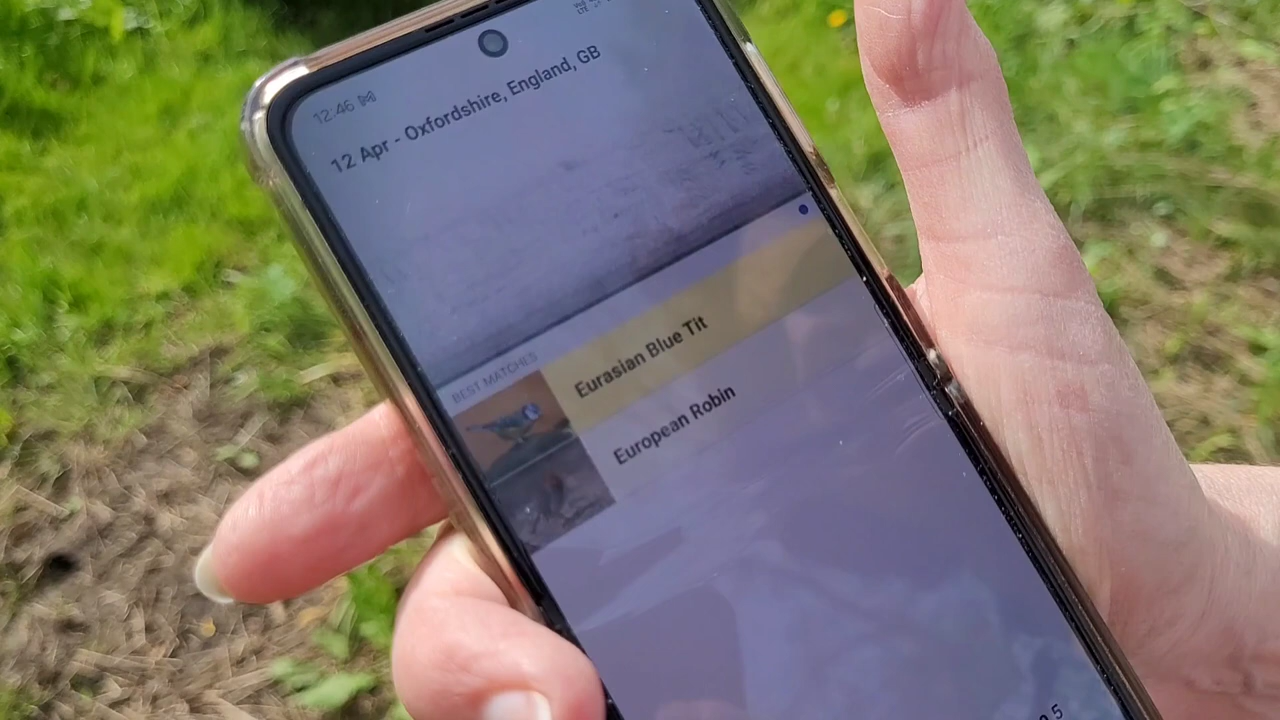 12:46
12 Apr - Oxfordshire, England, GB
BEST MATCHES
Eurasian Blue Tit
European Robin